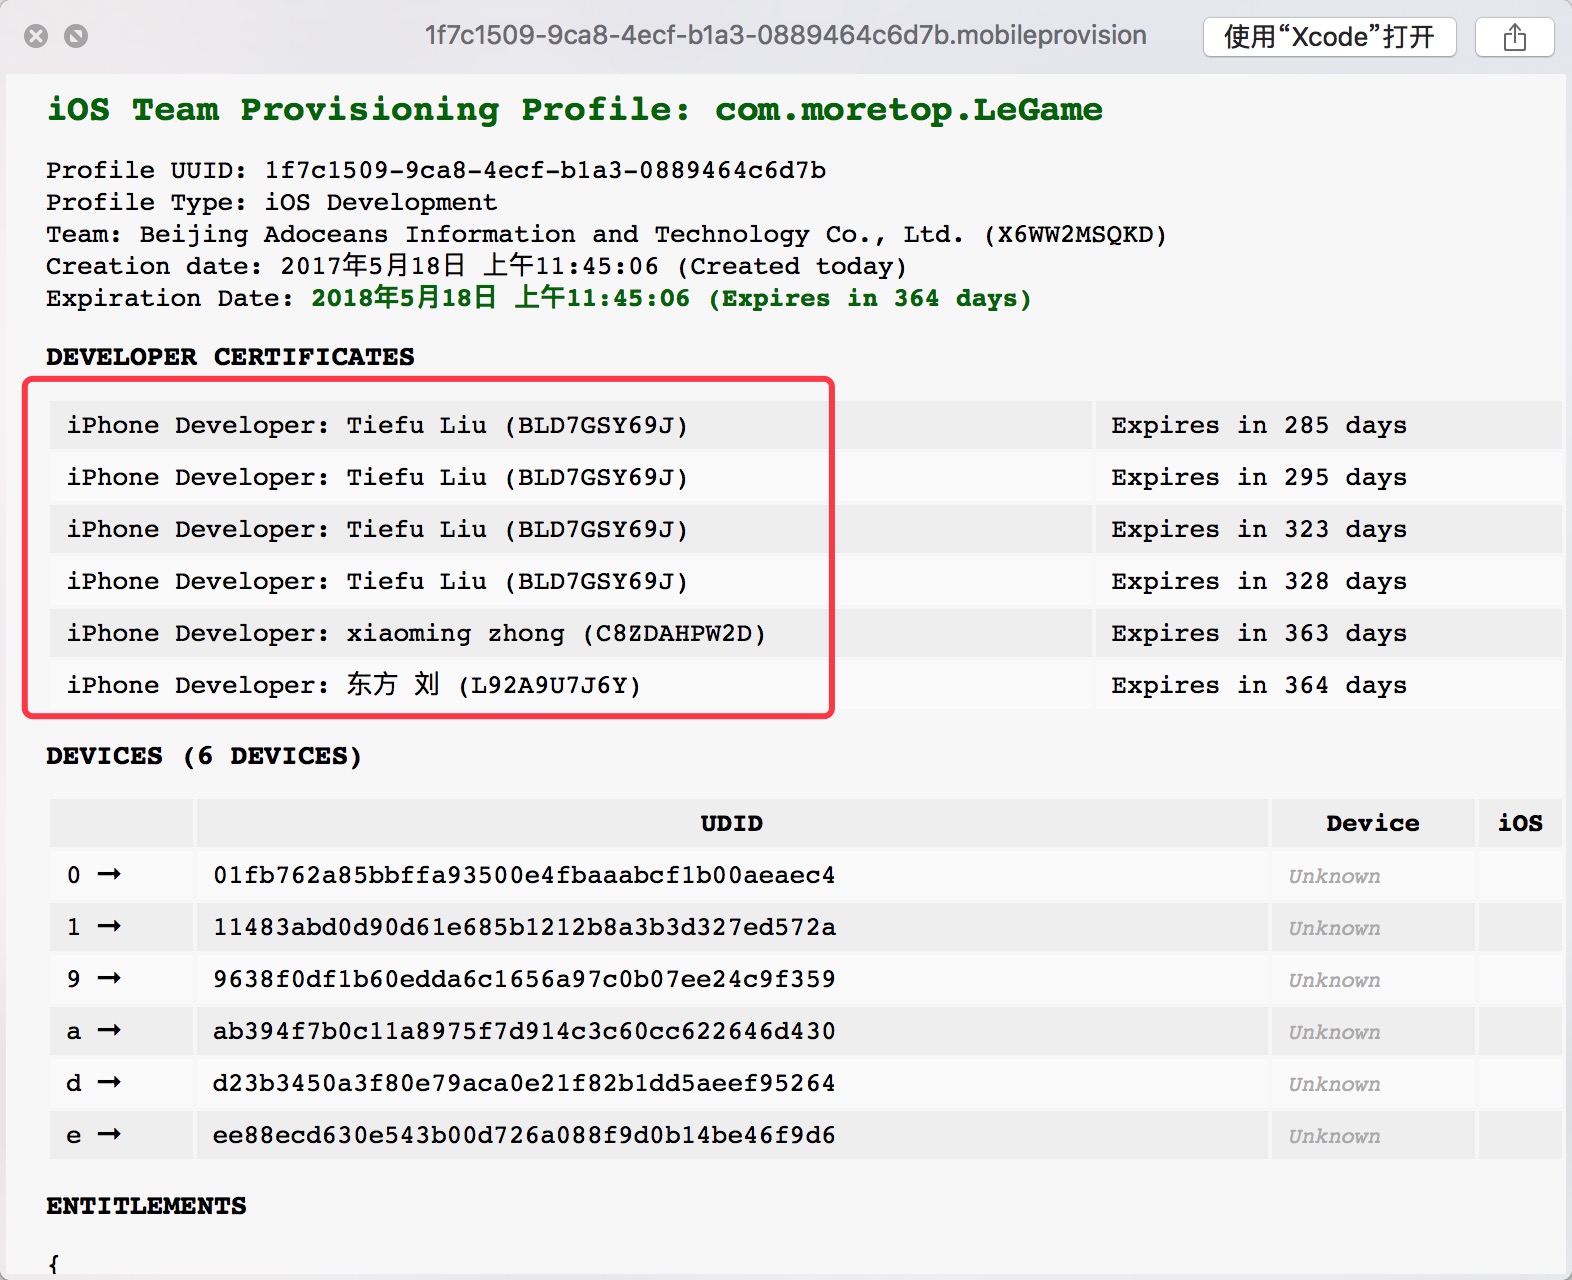 1f7c1509-9ca8-4ecf-b1a3-0889464c6d7b.mobileprovision
使用“Xcode”打开
iOS Team Provisioning Profile: com.moretop.LeGame
Profile UUID: 1f7c1509-9ca8-4ecf-b1a3-0889464c6d7b
Profile Type: iOS Development
Team: Beijing Adoceans Information and Technology Co., Ltd. (X6WW2MSQKD)
Creation date: 2017年5月18日 上午11:45:06 (Created today)
Expiration Date: 2018年5月18日 上午11:45:06 (Expires in 364 days)
DEVELOPER CERTIFICATES
iPhone Developer: Tiefu Liu (BLD7GSY69J) Expires in 285 days
iPhone Developer: Tiefu Liu (BLD7GSY69J) Expires in 295 days
iPhone Developer: Tiefu Liu (BLD7GSY69J) Expires in 323 days
iPhone Developer: Tiefu Liu (BLD7GSY69J) Expires in 328 days
iPhone Developer: xiaoming zhong (C8ZDAHPW2D) Expires in 363 days
iPhone Developer: 东方 刘 (L92A9U7J6Y) Expires in 364 days
DEVICES (6 DEVICES)
UDID Device iOS
0 → 01fb762a85bbffa93500e4fbaaabcf1b00aeaec4 Unknown
1 → 11483abd0d90d61e685b1212b8a3b3d327ed572a Unknown
9 → 9638f0df1b60edda6c1656a97c0b07ee24c9f359 Unknown
a → ab394f7b0c11a8975f7d914c3c60cc622646d430 Unknown
d → d23b3450a3f80e79aca0e21f82b1dd5aeef95264 Unknown
e → ee88ecd630e543b00d726a088f9d0b14be46f9d6 Unknown
ENTITLEMENTS
{